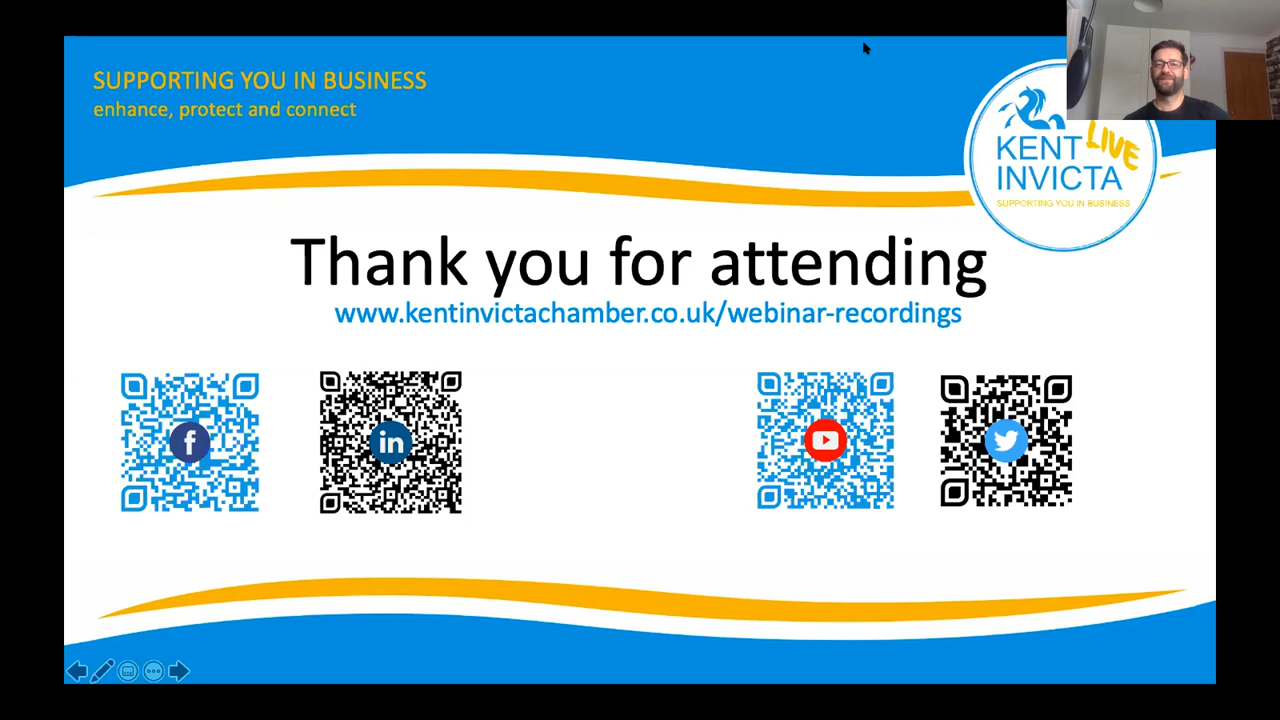 SUPPORTING YOU IN BUSINESS
enhance, protect and connect
KENT LIVE
INVICTA
SUPPORTING YOU IN BUSINESS
Thank you for attending
www.kentinvictachamber.co.uk/webinar-recordings
f
in